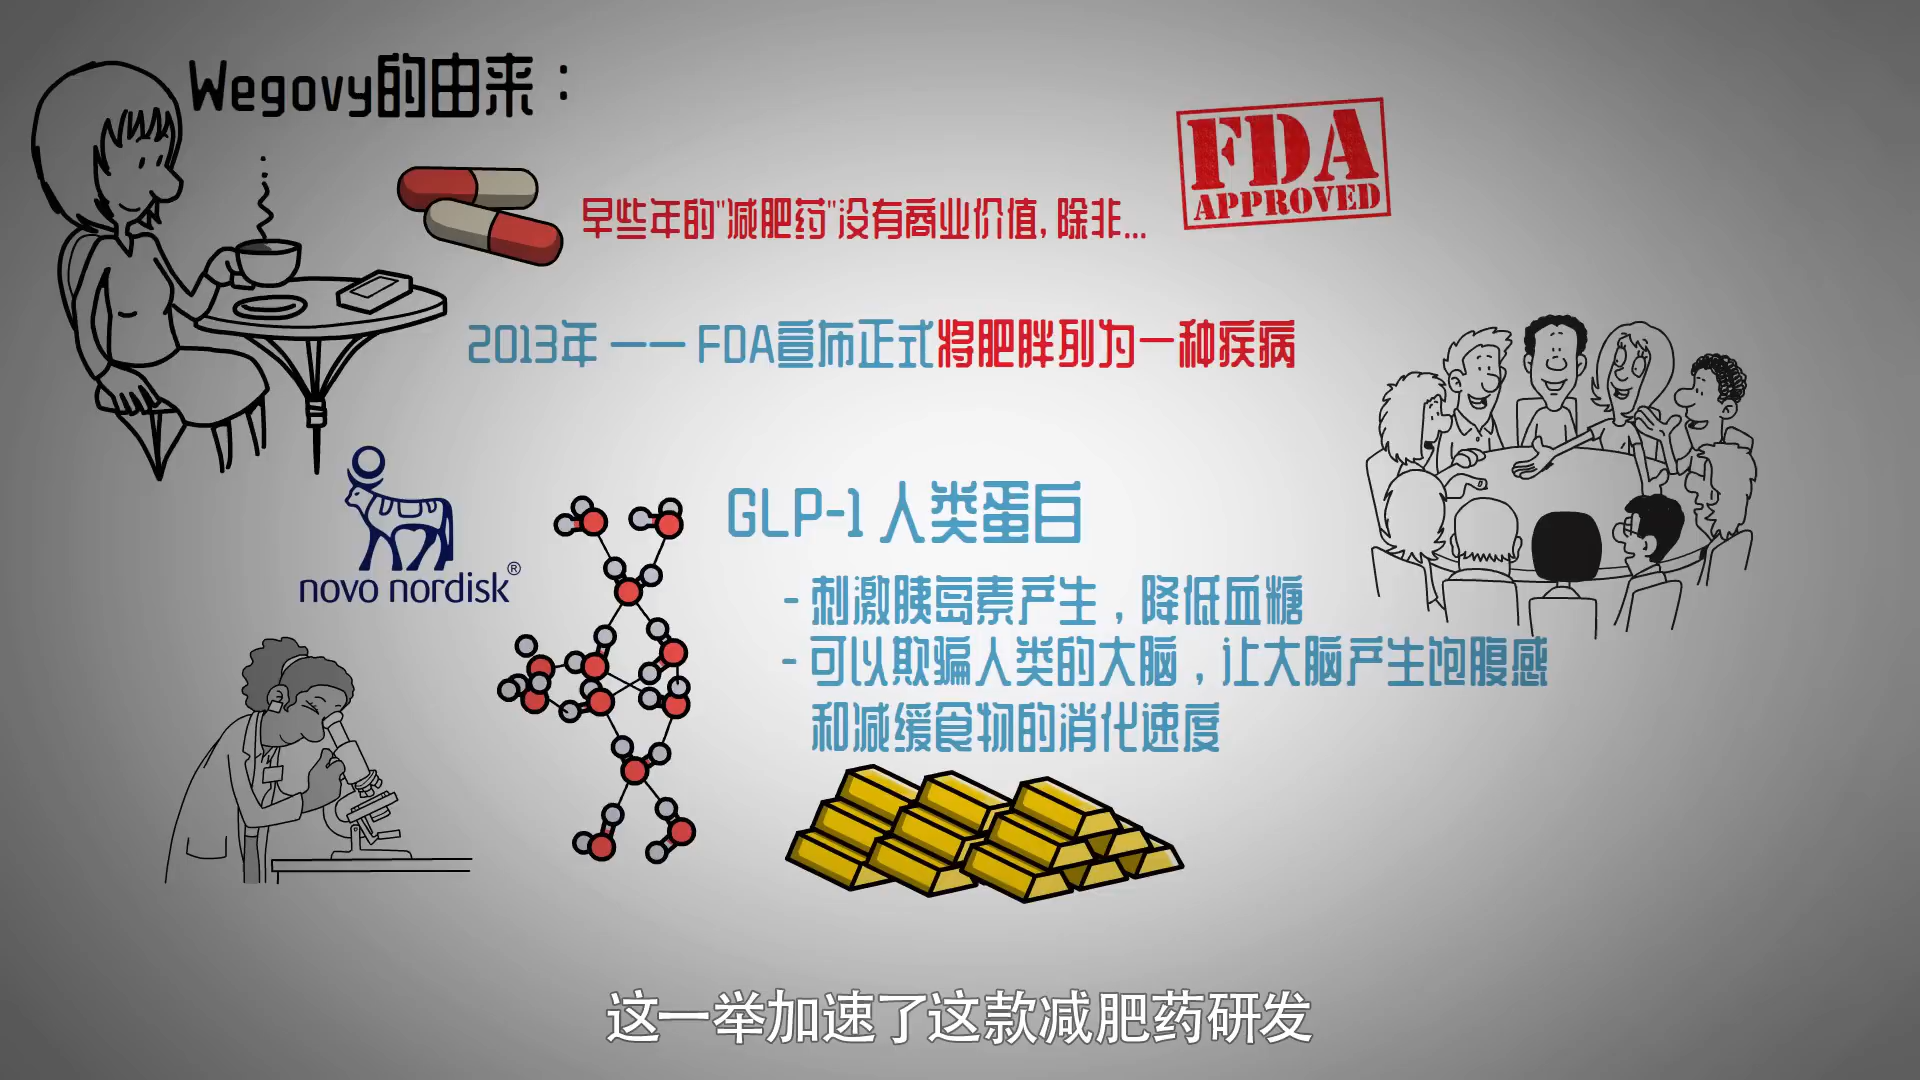 Wegovy的由来：
FDA
APPROVED
早些年的"减肥药"没有商业价值, 除非...
2013年 —— FDA宣布正式将肥胖列为一种疾病
novo nordisk®
GLP-1 人类蛋白
- 刺激胰岛素产生，降低血糖
- 可以欺骗人类的大脑，让大脑产生饱腹感
和减缓食物的消化速度
这一举加速了这款减肥药研发